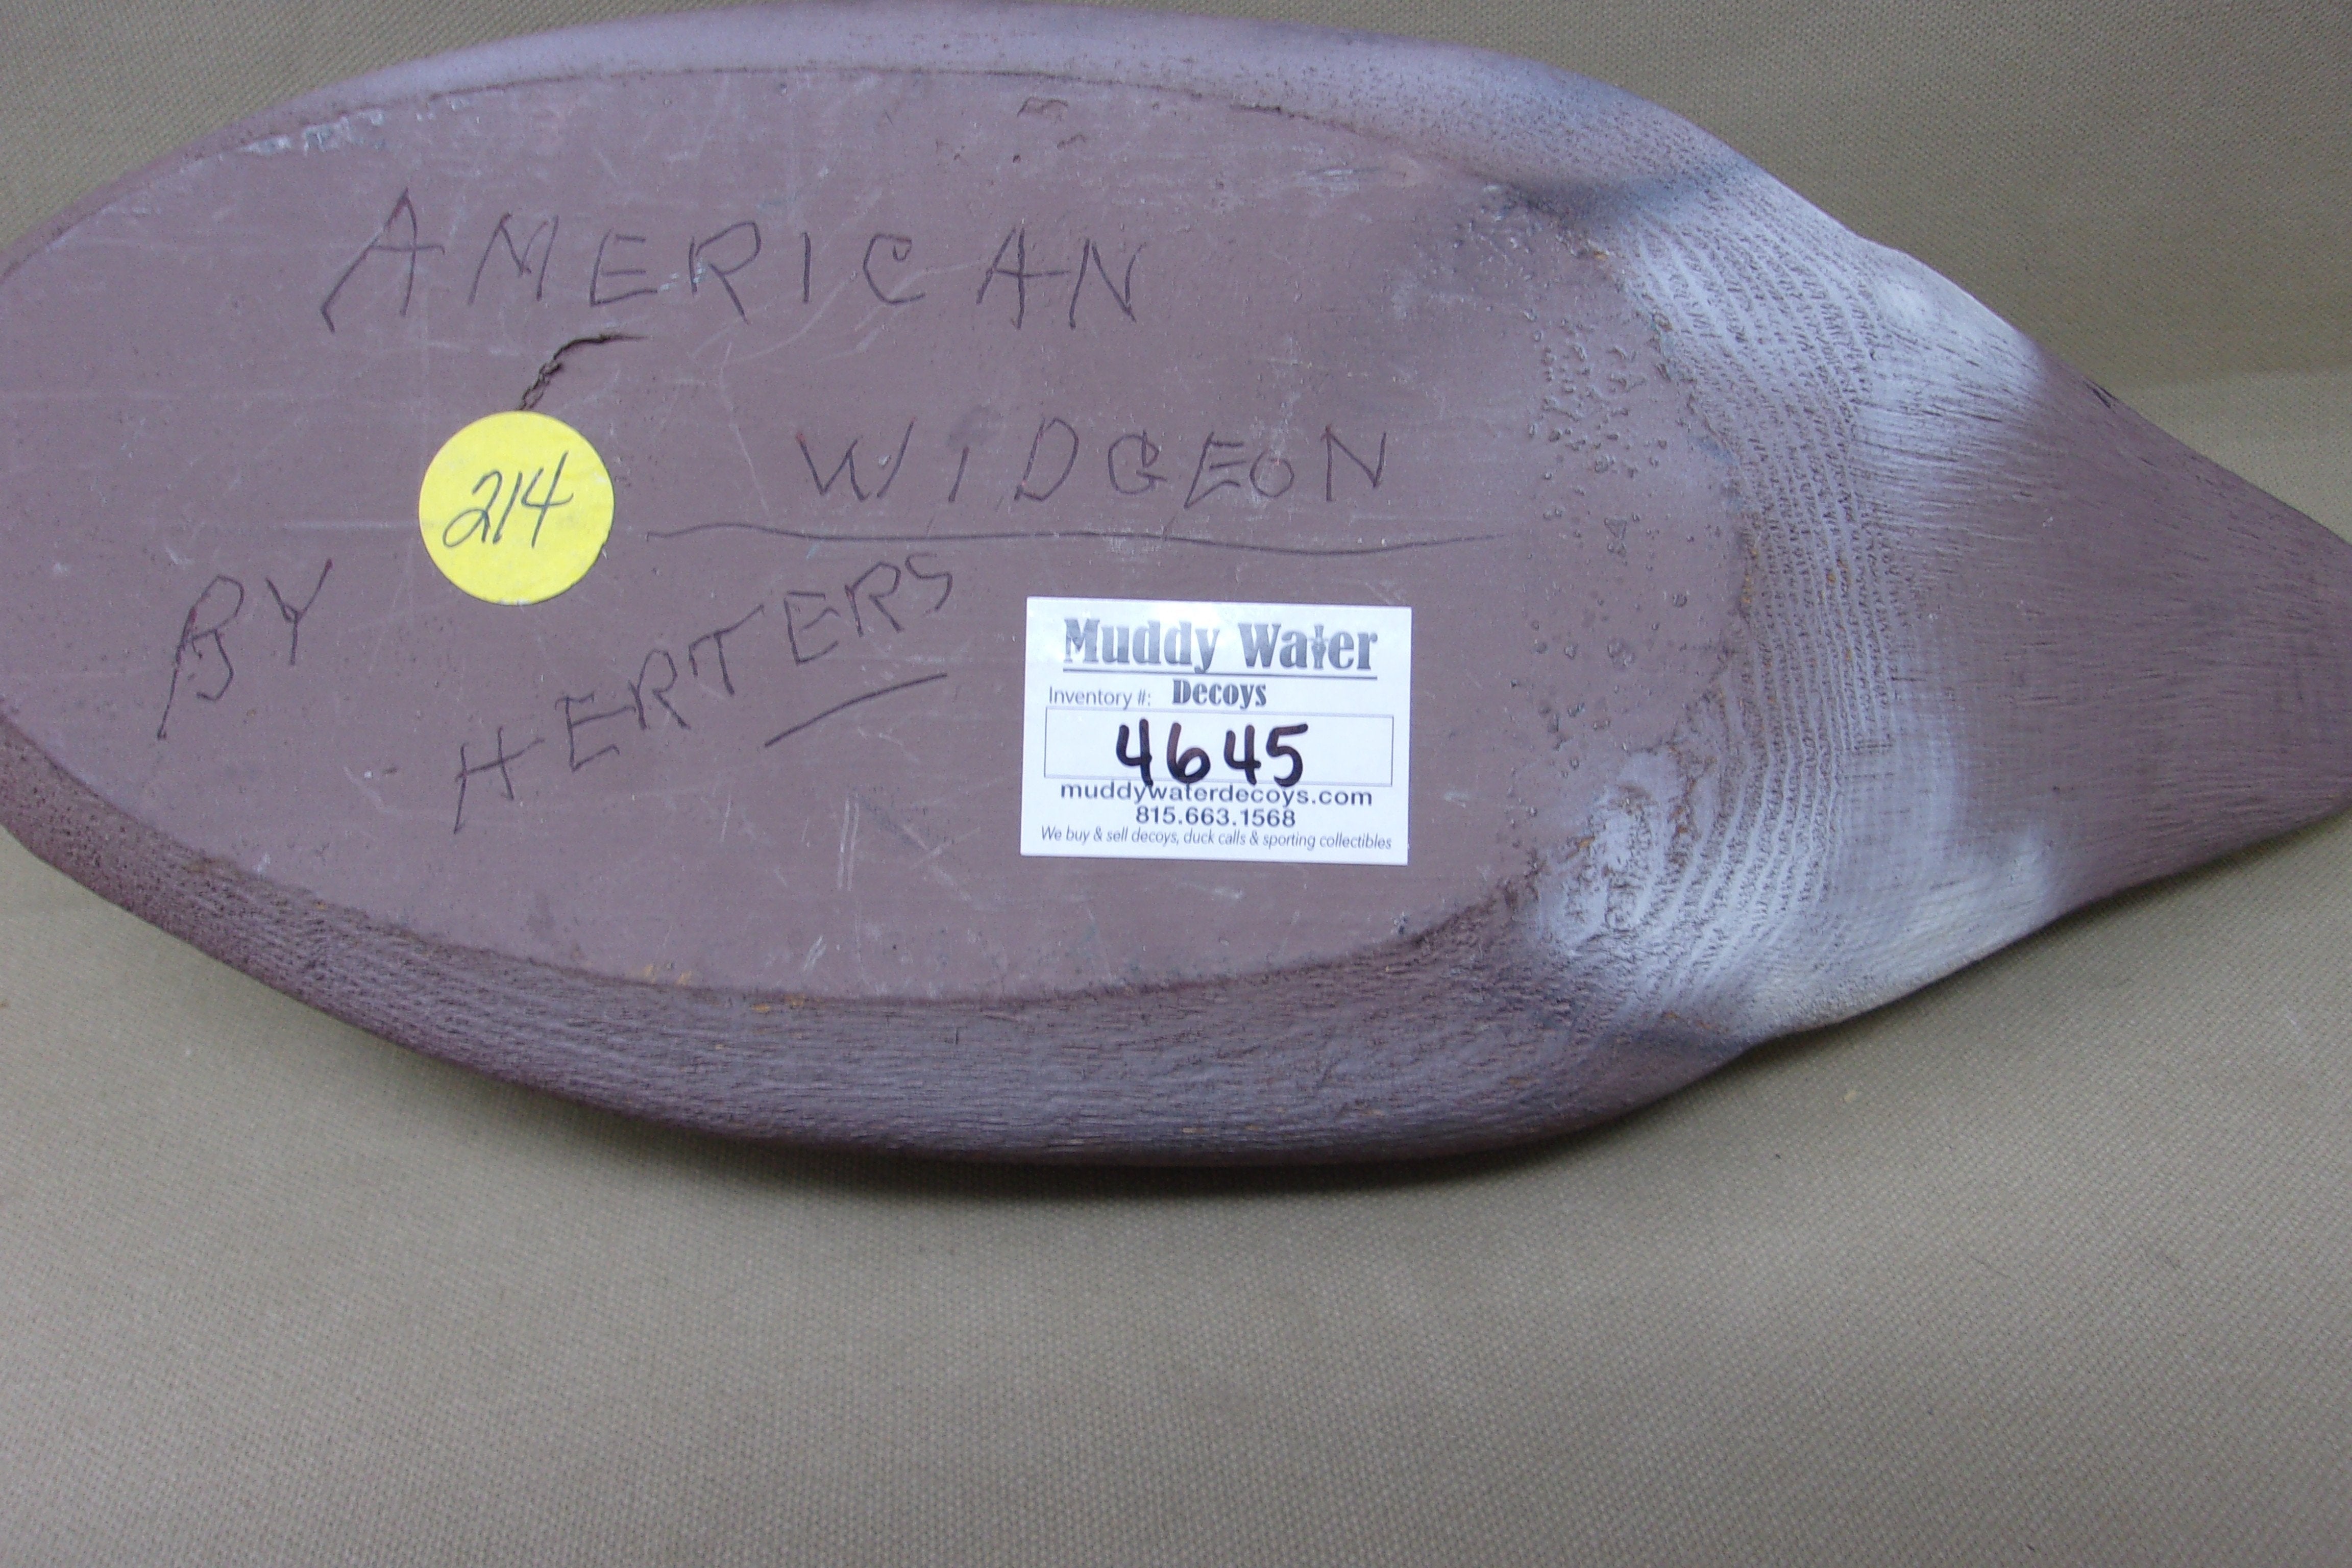 AMERICAN
WIDGEON
214
BY HERTERS
Muddy Water
Decoys
Inventory #:
4645
muddywaterdecoys.com
815.663.1568
We buy & sell decoys, duck calls & sporting collectibles